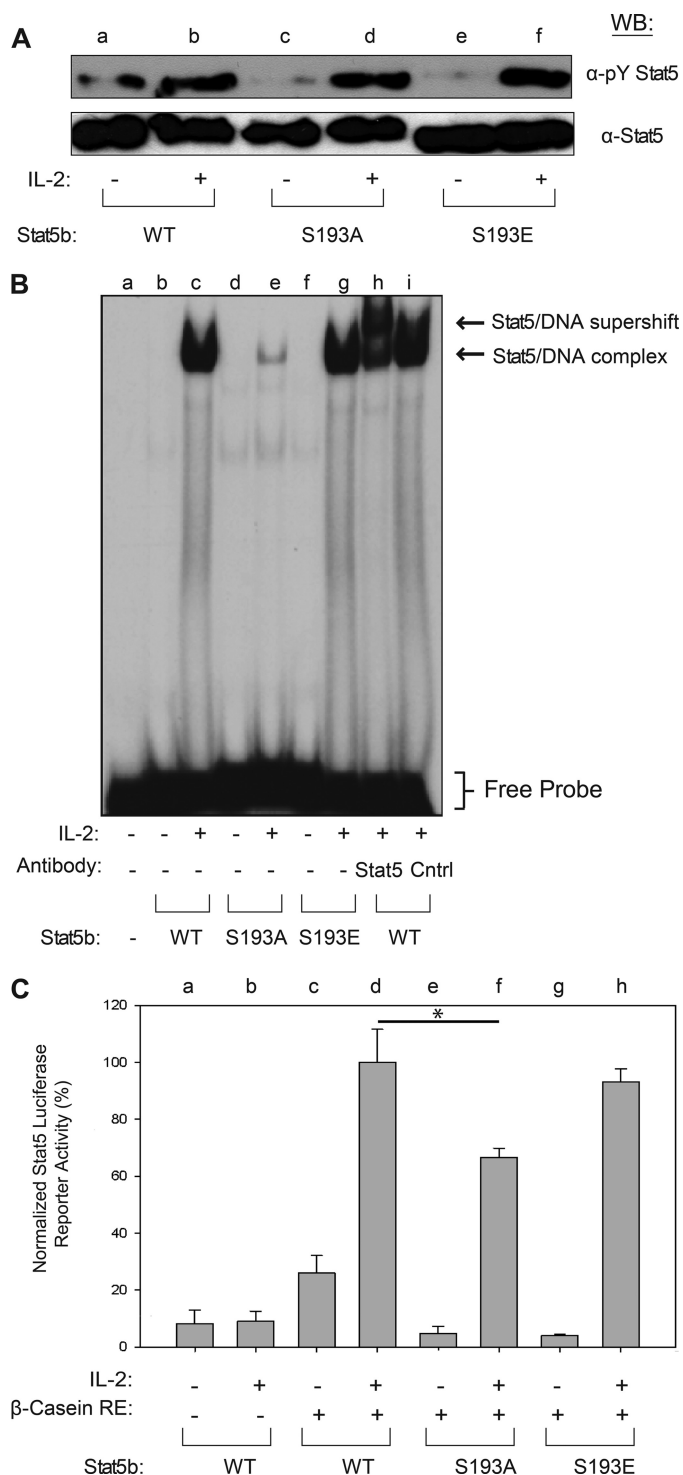 WB:
A
a b c d e f
α-pY Stat5
α-Stat5
IL-2: - + - + - +
Stat5b: WT S193A S193E
B
a b c d e f g h i
Stat5/DNA supershift
Stat5/DNA complex
Free Probe
IL-2: - - + - + - + + +
Antibody: - - - - - - - Stat5 Cntrl
Stat5b: - WT S193A S193E WT
C
a b c d e f g h
Normalized Stat5 Luciferase
Reporter Activity (%)
120
*
100
80
60
40
20
0
IL-2: - + - + - + - +
β-Casein RE: - - + + + + + +
Stat5b: WT WT S193A S193E